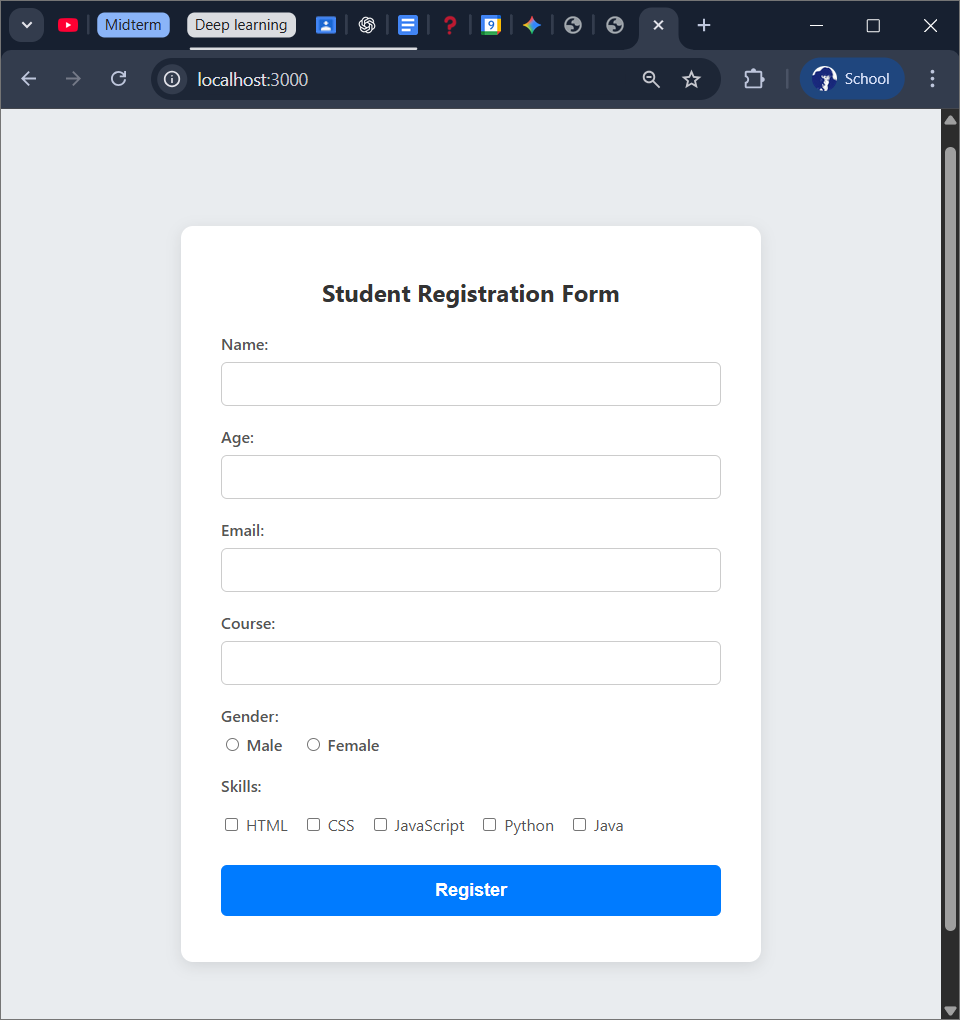 Midterm
Deep learning
9
localhost:3000
School
Student Registration Form
Name:
Age:
Email:
Course:
Gender:
Male Female
Skills:
HTML CSS JavaScript Python Java
Register